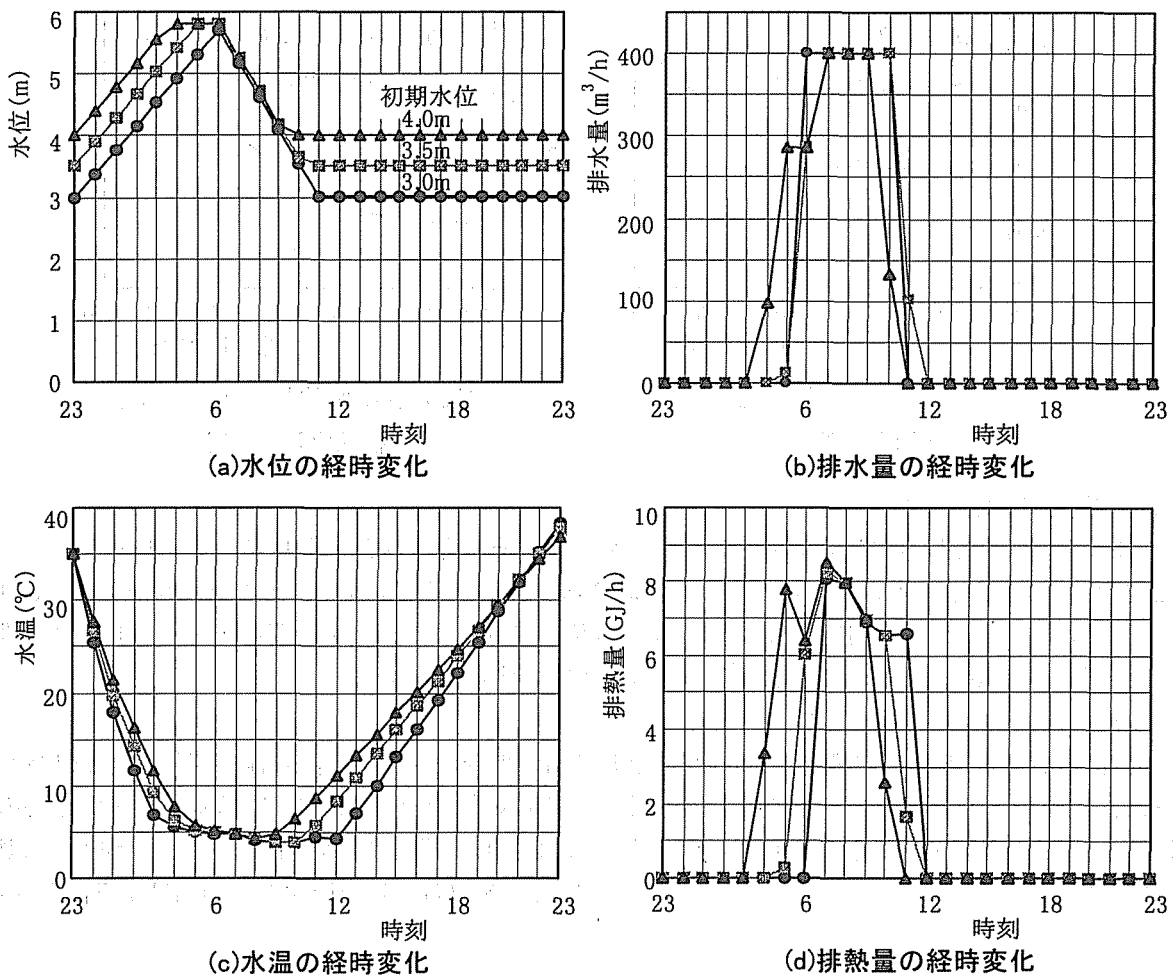 水位(m)
6
5
4
3
2
1
0
初期水位
4.0m
3.5m
3.0m
23 6 12 18 23
時刻
(a)水位の経時変化
排水量(m³/h)
400
300
200
100
0
23 6 12 18 23
時刻
(b)排水量の経時変化
水温(℃)
40
30
20
10
0
23 6 12 18 23
時刻
(c)水温の経時変化
排熱量(GJ/h)
10
8
6
4
2
0
23 6 12 18 23
時刻
(d)排熱量の経時変化